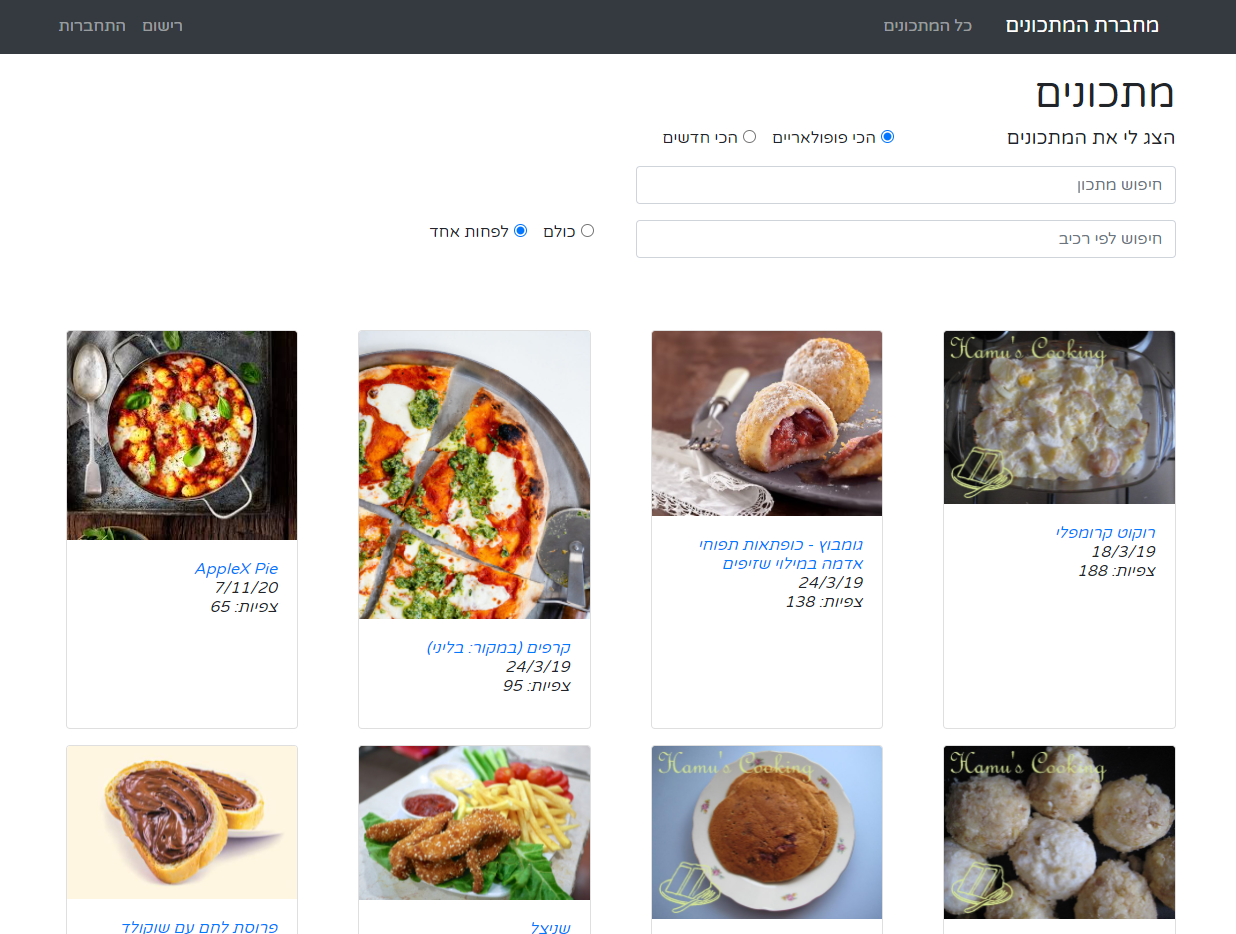 מחברת המתכונים
כל המתכונים
רישום
התחברות
מתכונים
הצג לי את המתכונים
הכי פופולאריים
הכי חדשים
חיפוש מתכון
חיפוש לפי רכיב
כולם
לפחות אחד
Hamu's Cooking
רוקוט קרומפלי
18/3/19
צפיות: 188
גומבוץ - כופתאות תפוחי
אדמה במילוי שזיפים
24/3/19
צפיות: 138
קרפים (במקור: בליני)
24/3/19
צפיות: 95
AppleX Pie
7/11/20
צפיות: 65
Hamu's Cooking
Hamu's Cooking
שניצל
פרוסת לחם עם שוקולד